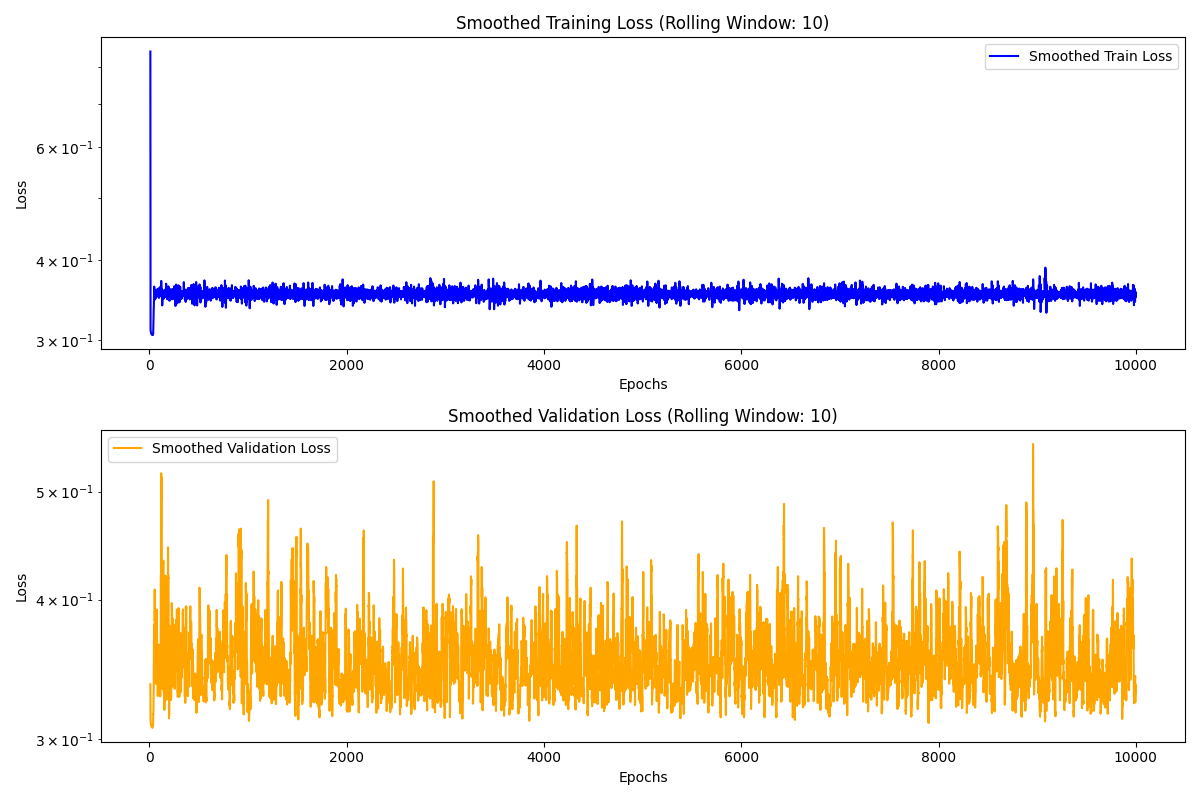 Smoothed Training Loss (Rolling Window: 10)
Smoothed Train Loss
6 × 10⁻¹
4 × 10⁻¹
3 × 10⁻¹
Loss
0 2000 4000 6000 8000 10000
Epochs
Smoothed Validation Loss (Rolling Window: 10)
Smoothed Validation Loss
5 × 10⁻¹
4 × 10⁻¹
3 × 10⁻¹
Loss
0 2000 4000 6000 8000 10000
Epochs